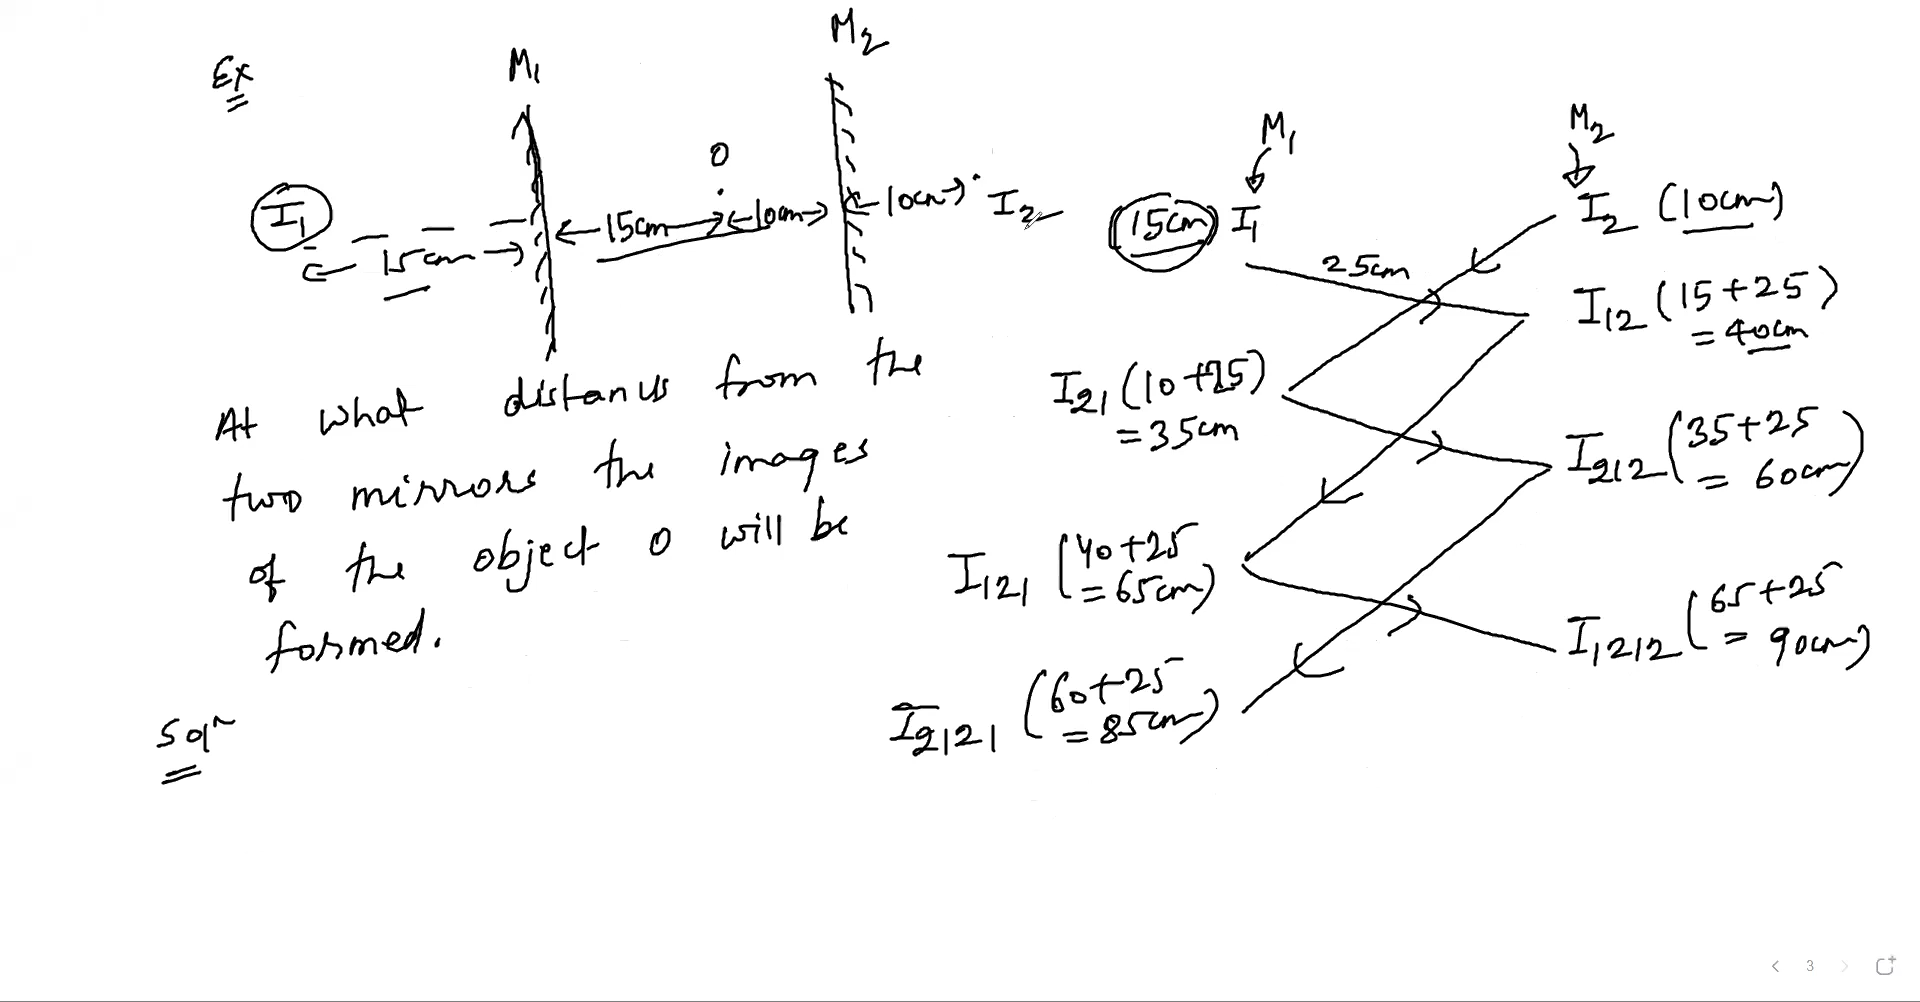 Ex
M1
M2
O
I1
15cm
15cm
10cm
10cm
I2
At what distanus from the
two mirrors the images
of the object O will be
formed.
Soln
M1
M2
15cm I1
I2 (10cm)
25cm
I12 (15+25)
= 40cm
I21 (10+25)
= 35cm
I212 (35+25
= 60cm)
I121 (40+25
= 65cm)
I1212 (65+25
= 90cm)
I2121 (60+25
= 85cm)
3